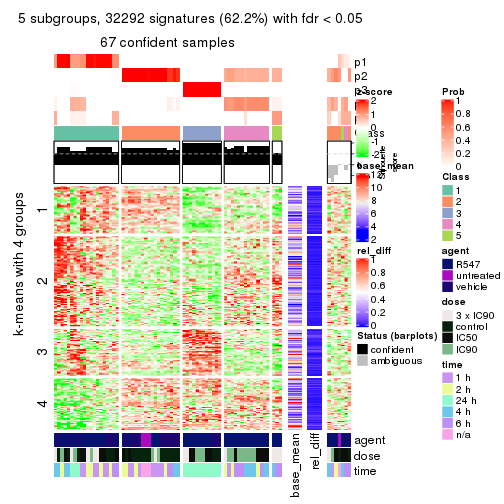 5 subgroups, 32292 signatures (62.2%) with fdr < 0.05
67 confident samples
p1
p2
z-score
2
1
0
-1
-2
Prob
1
0.8
0.6
0.4
0.2
0
Silhouette
score
base_mean
12
10
8
6
4
2
Class
1
2
3
4
5
k-means with 4 groups
1
2
3
4
rel_diff
1
0.8
0.6
0.4
0.2
0
agent
R547
untreated
vehicle
Status (barplots)
confident
ambiguous
dose
3 x IC90
control
IC50
IC90
time
1 h
2 h
24 h
4 h
6 h
n/a
agent
dose
time
base_mean
rel_diff